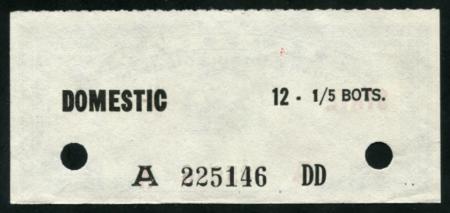 DOMESTIC 12 - 1/5 BOTS.
A 225146 DD